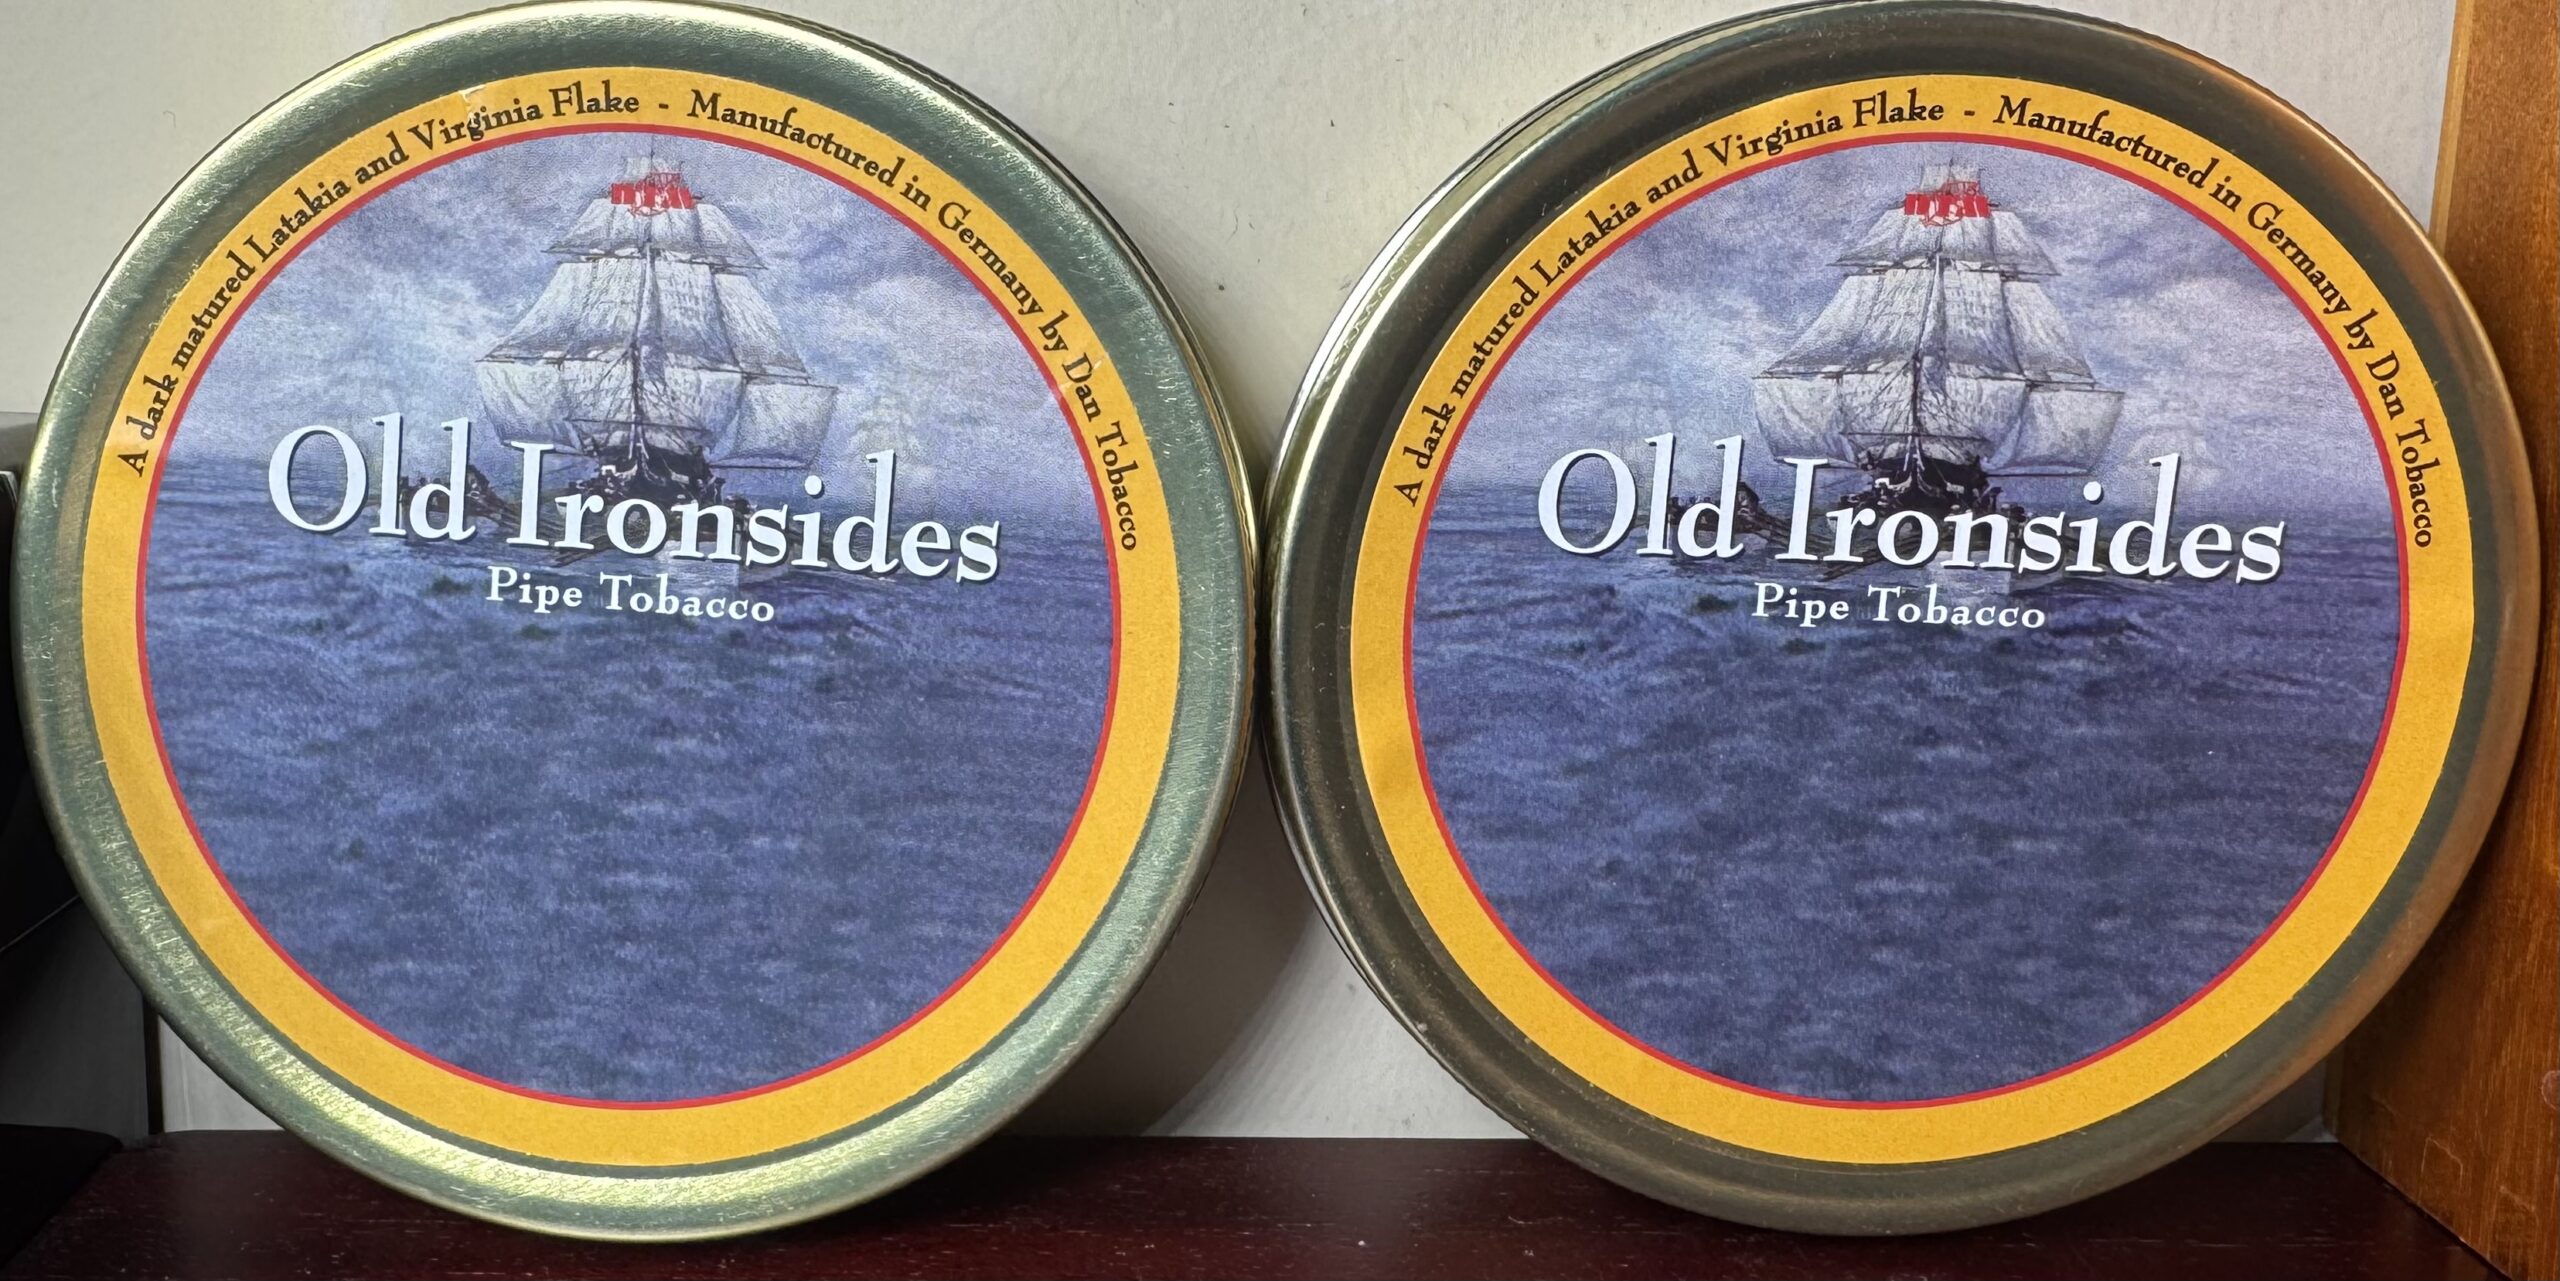 A dark matured Latakia and Virginia Flake - Manufactured in Germany by Dan Tobacco
Old Ironsides
Pipe Tobacco
A dark matured Latakia and Virginia Flake - Manufactured in Germany by Dan Tobacco
Old Ironsides
Pipe Tobacco